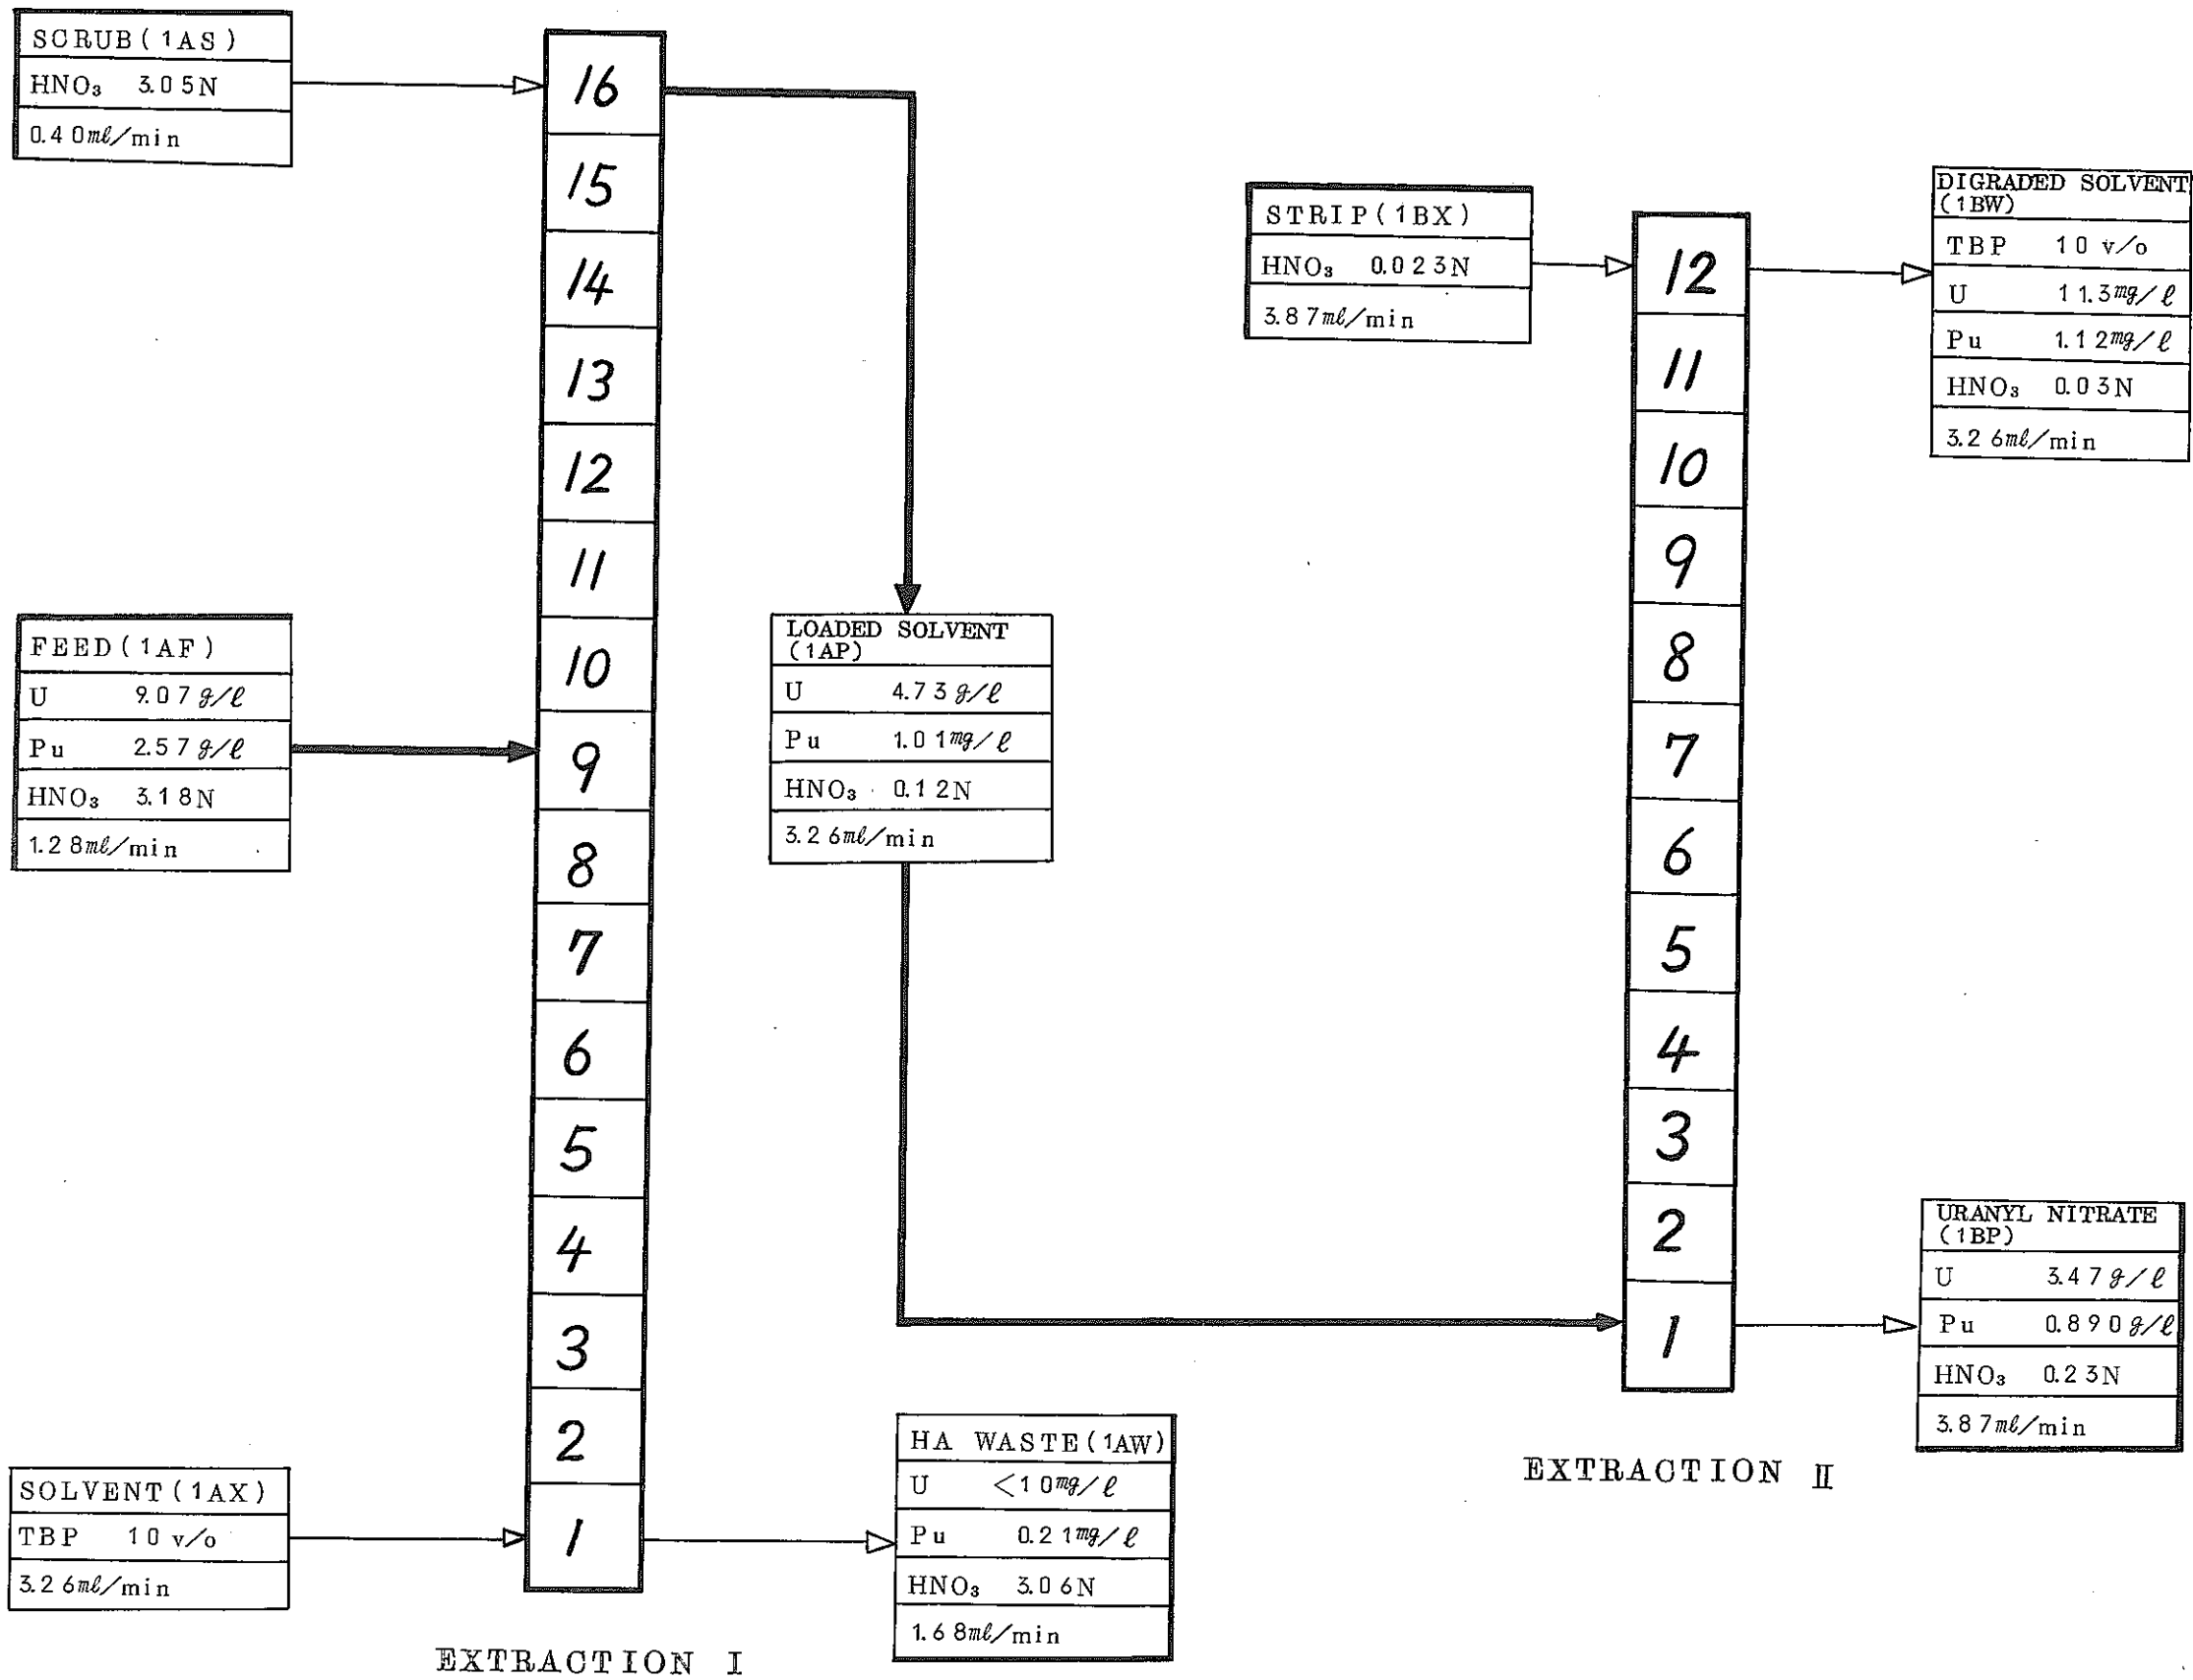 SCRUB(1AS)
HNO₃ 3.05N
0.40ml/min
FEED(1AF)
U 9.07g/ℓ
Pu 2.57g/ℓ
HNO₃ 3.18N
1.28ml/min
SOLVENT(1AX)
TBP 10 v/o
3.26ml/min
16
15
14
13
12
11
10
9
8
7
6
5
4
3
2
1
EXTRACTION I
LOADED SOLVENT
(1AP)
U 4.73g/ℓ
Pu 1.01mg/ℓ
HNO₃ 0.12N
3.26ml/min
HA WASTE(1AW)
U <10mg/ℓ
Pu 0.21mg/ℓ
HNO₃ 3.06N
1.68ml/min
STRIP(1BX)
HNO₃ 0.023N
3.87ml/min
12
11
10
9
8
7
6
5
4
3
2
1
EXTRACTION II
DIGRADED SOLVENT
(1BW)
TBP 10 v/o
U 11.3mg/ℓ
Pu 1.12mg/ℓ
HNO₃ 0.03N
3.26ml/min
URANYL NITRATE
(1BP)
U 3.47g/ℓ
Pu 0.890g/ℓ
HNO₃ 0.23N
3.87ml/min